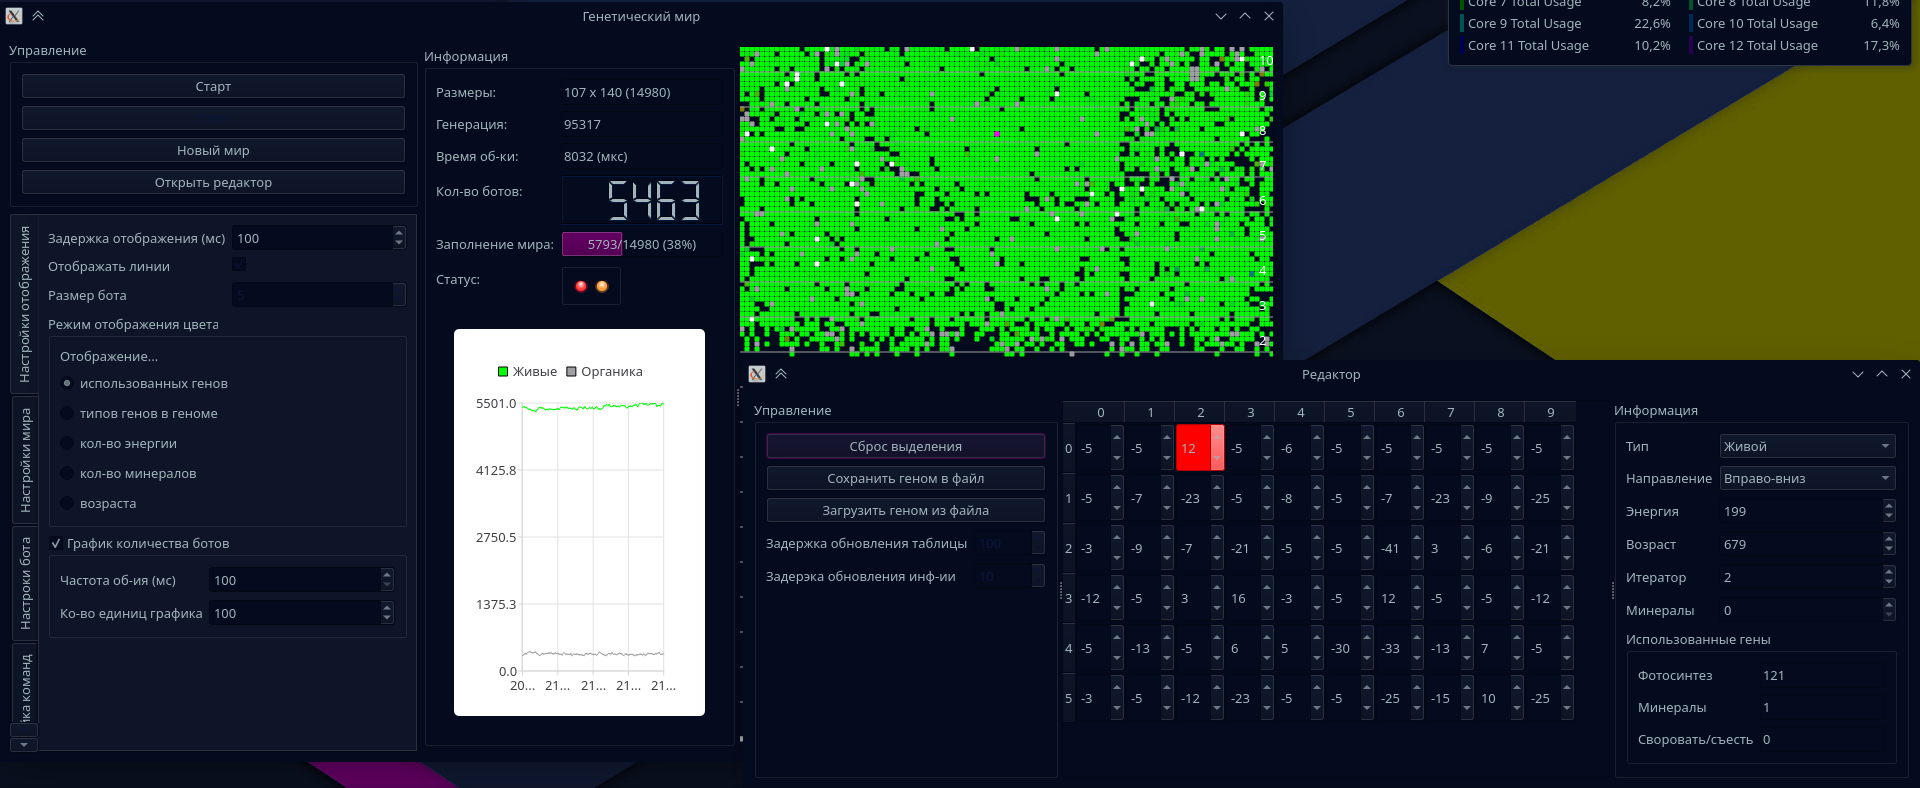 Генетический мир
Core 7 Total Usage 8,2% Core 8 Total Usage 11,8%
Core 9 Total Usage 22,6% Core 10 Total Usage 6,4%
Core 11 Total Usage 10,2% Core 12 Total Usage 17,3%
Управление
Старт
Новый мир
Открыть редактор
Настройки отображения
Настройки мира
Настройки бота
ка команд
Задержка отображения (мс) 100
Отображать линии
Размер бота 5
Режим отображения цвета
Отображение...
использованных генов
типов генов в геноме
кол-во энергии
кол-во минералов
возраста
График количества ботов
Частота об-ия (мс) 100
Ко-во единиц графика 100
Информация
Размеры: 107 x 140 (14980)
Генерация: 95317
Время об-ки: 8032 (мкс)
Кол-во ботов: 5463
Заполнение мира: 5793/14980 (38%)
Статус:
Живые Органика
5501.0
4125.8
2750.5
1375.3
0.0
20... 21... 21... 21... 21...
10
9
8
7
6
5
4
3
2
Редактор
Управление
Сброс выделения
Сохранить геном в файл
Загрузить геном из файла
Задержка обновления таблицы 100
Задерэка обновления инф-ии 10
0 1 2 3 4 5 6 7 8 9
0 -5 -5 12 -5 -6 -5 -5 -5 -5 -5
1 -5 -7 -23 -5 -8 -5 -7 -23 -9 -25
2 -3 -9 -7 -21 -5 -5 -41 3 -6 -21
3 -12 -5 3 16 -3 -5 12 -5 -5 -12
4 -5 -13 -5 6 5 -30 -33 -13 7 -5
5 -3 -5 -12 -23 -5 -5 -25 -15 10 -25
Информация
Тип Живой
Направление Вправо-вниз
Энергия 199
Возраст 679
Итератор 2
Минералы 0
Использованные гены
Фотосинтез 121
Минералы 1
Своровать/съесть 0